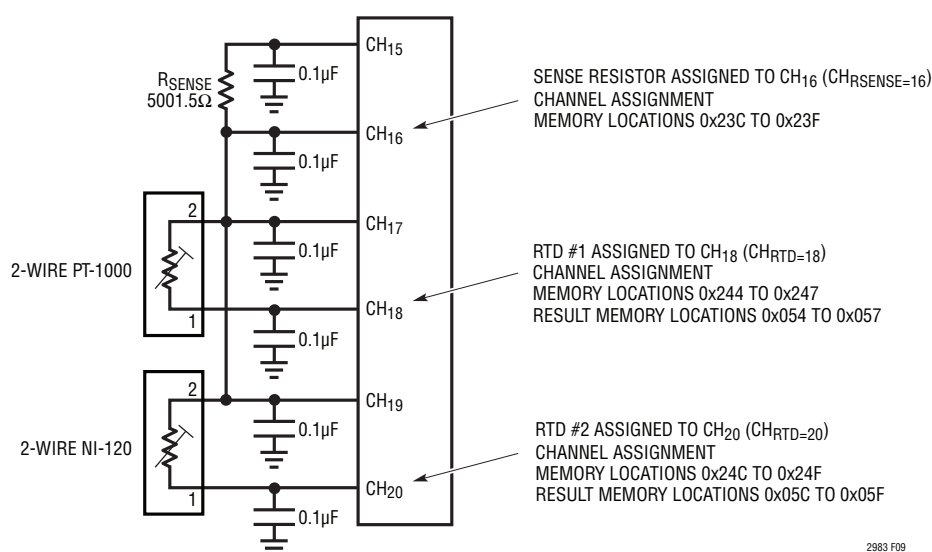 CH15
0.1µF
RSENSE
5001.5Ω
CH16
0.1µF
SENSE RESISTOR ASSIGNED TO CH16 (CHRSENSE=16)
CHANNEL ASSIGNMENT
MEMORY LOCATIONS 0x23C TO 0x23F
2-WIRE PT-1000
2
1
CH17
0.1µF
CH18
0.1µF
RTD #1 ASSIGNED TO CH18 (CHRTD=18)
CHANNEL ASSIGNMENT
MEMORY LOCATIONS 0x244 TO 0x247
RESULT MEMORY LOCATIONS 0x054 TO 0x057
2-WIRE NI-120
2
1
CH19
0.1µF
CH20
0.1µF
RTD #2 ASSIGNED TO CH20 (CHRTD=20)
CHANNEL ASSIGNMENT
MEMORY LOCATIONS 0x24C TO 0x24F
RESULT MEMORY LOCATIONS 0x05C TO 0x05F
2983 F09